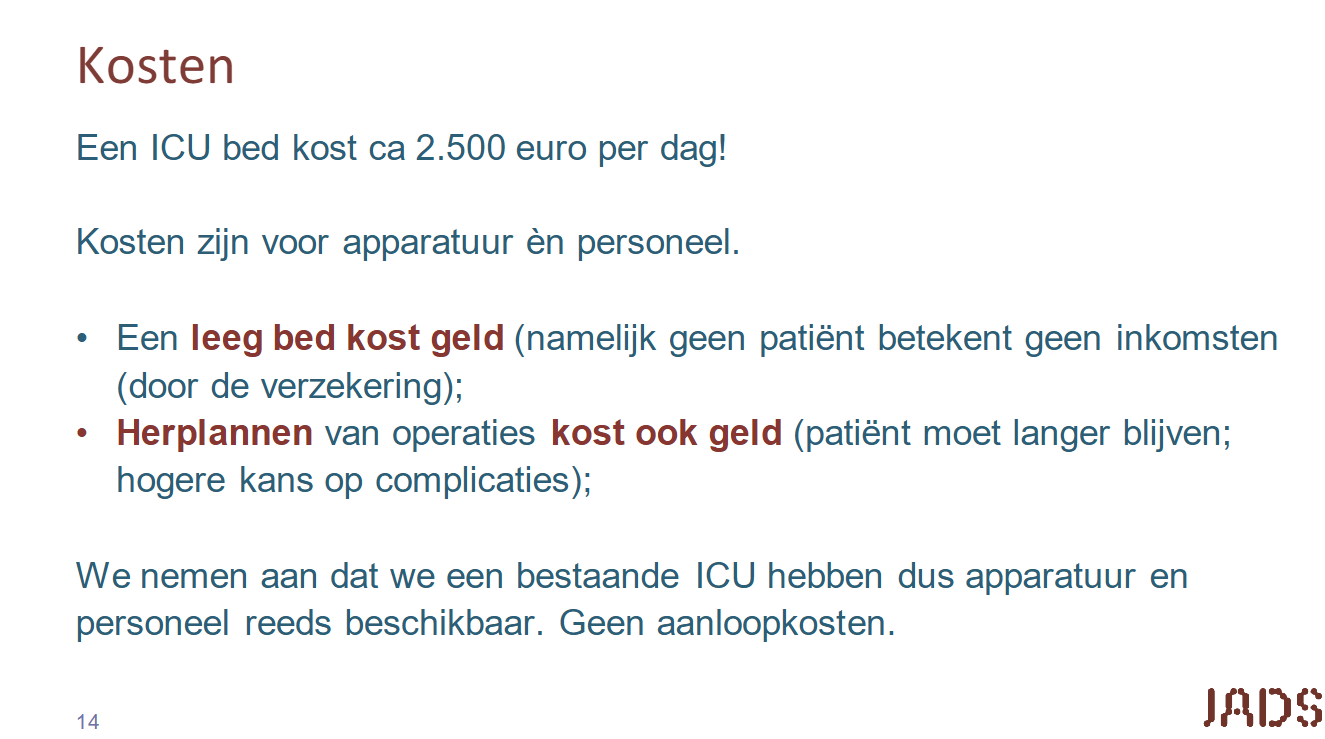 Kosten
Een ICU bed kost ca 2.500 euro per dag!
Kosten zijn voor apparatuur èn personeel.
• Een leeg bed kost geld (namelijk geen patiënt betekent geen inkomsten
(door de verzekering);
• Herplannen van operaties kost ook geld (patiënt moet langer blijven;
hogere kans op complicaties);
We nemen aan dat we een bestaande ICU hebben dus apparatuur en
personeel reeds beschikbaar. Geen aanloopkosten.
14
JADS